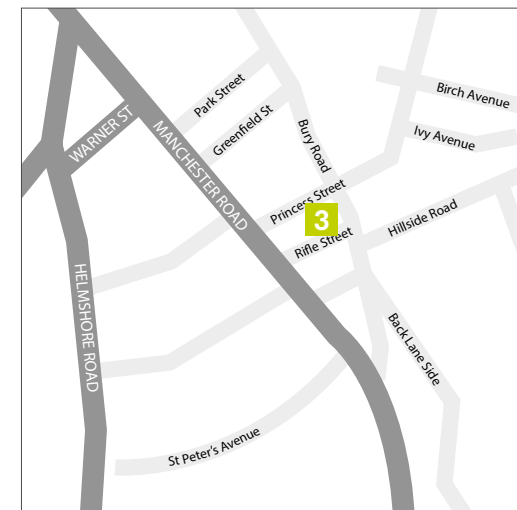 Park Street
Birch Avenue
Greenfield St
WARNER ST
Bury Road
Ivy Avenue
MANCHESTER ROAD
Princess Street
3
Hillside Road
Rifle Street
HELMSHORE ROAD
Back Lane Side
St Peter's Avenue